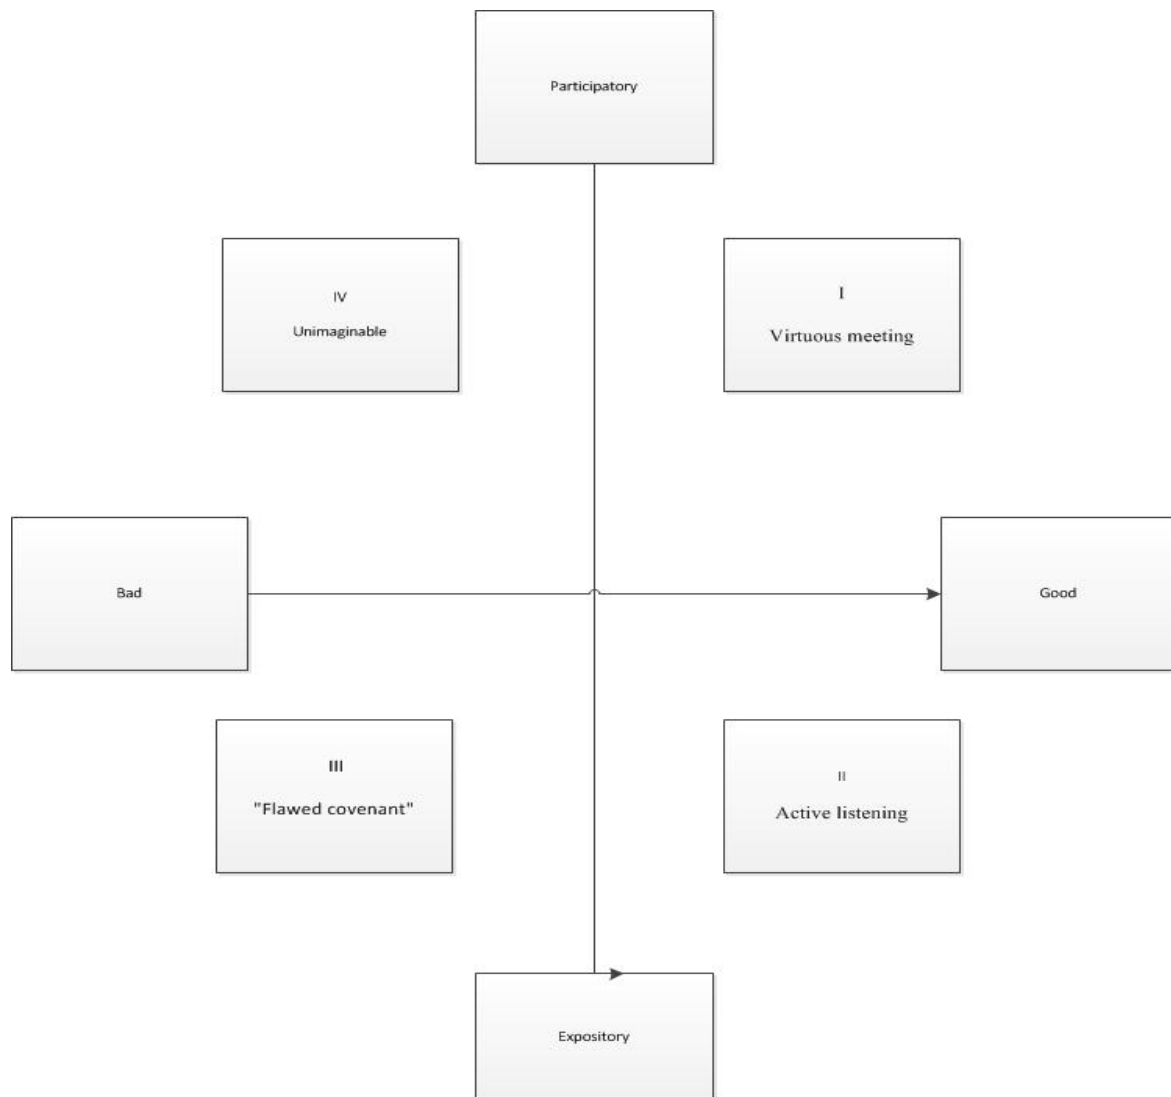 Participatory
IV
Unimaginable
I
Virtuous meeting
Bad
Good
III
"Flawed covenant"
II
Active listening
Expository